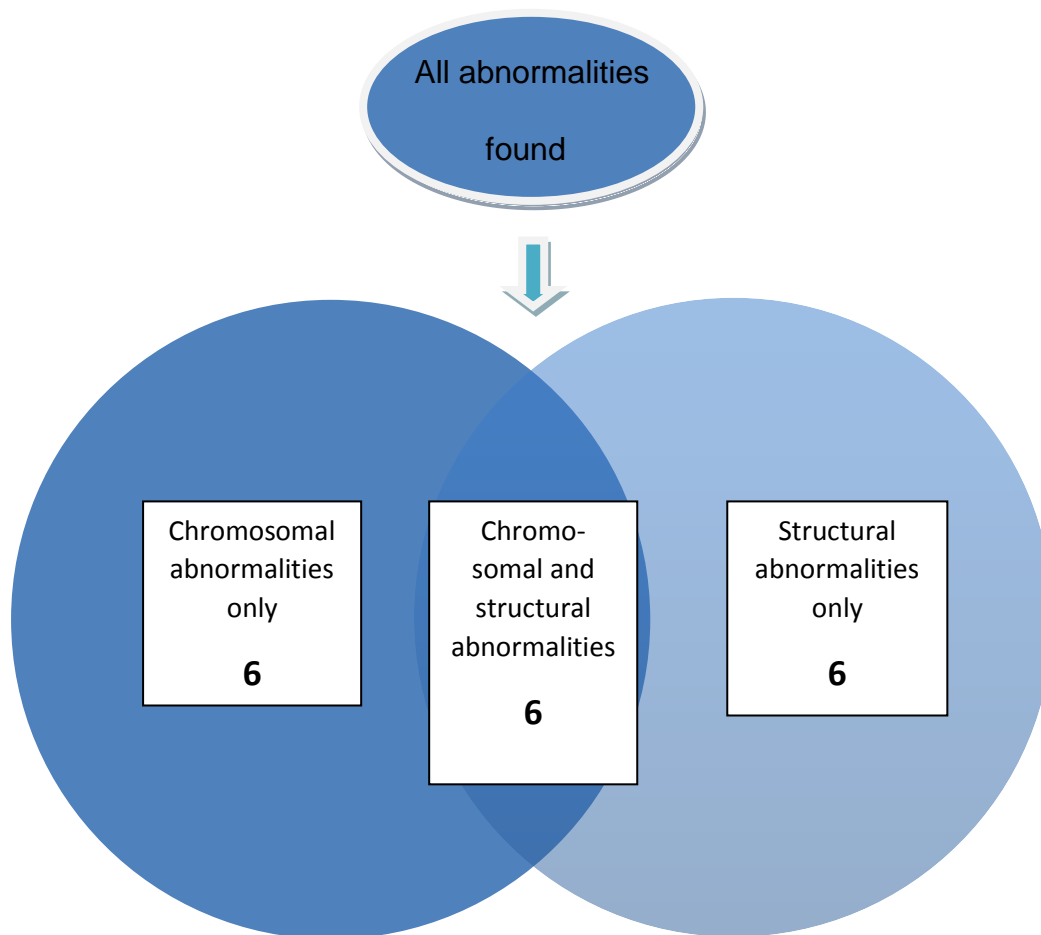 All abnormalities
found
Chromosomal
abnormalities
only
6
Chromo-
somal and
structural
abnormalities
6
Structural
abnormalities
only
6